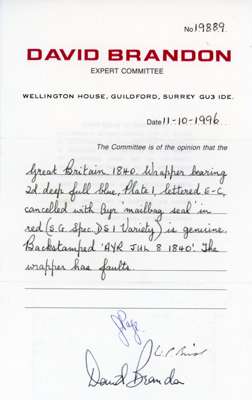 No 19889.
DAVID BRANDON
EXPERT COMMITTEE
WELLINGTON HOUSE, GUILDFORD, SURREY GU3 1DE.
Date 11-10-1996
The Committee is of the opinion that the
Great Britain 1840 Wrapper bearing
2d deep full blue, Plate 1 lettered E-C,
cancelled with Ayr 'mailbag seal' in
red (S.G. Spec. DS1 Variety) is genuine.
Backstamped 'AYR JUL 8 1840'. The
wrapper has faults.
David Brandon